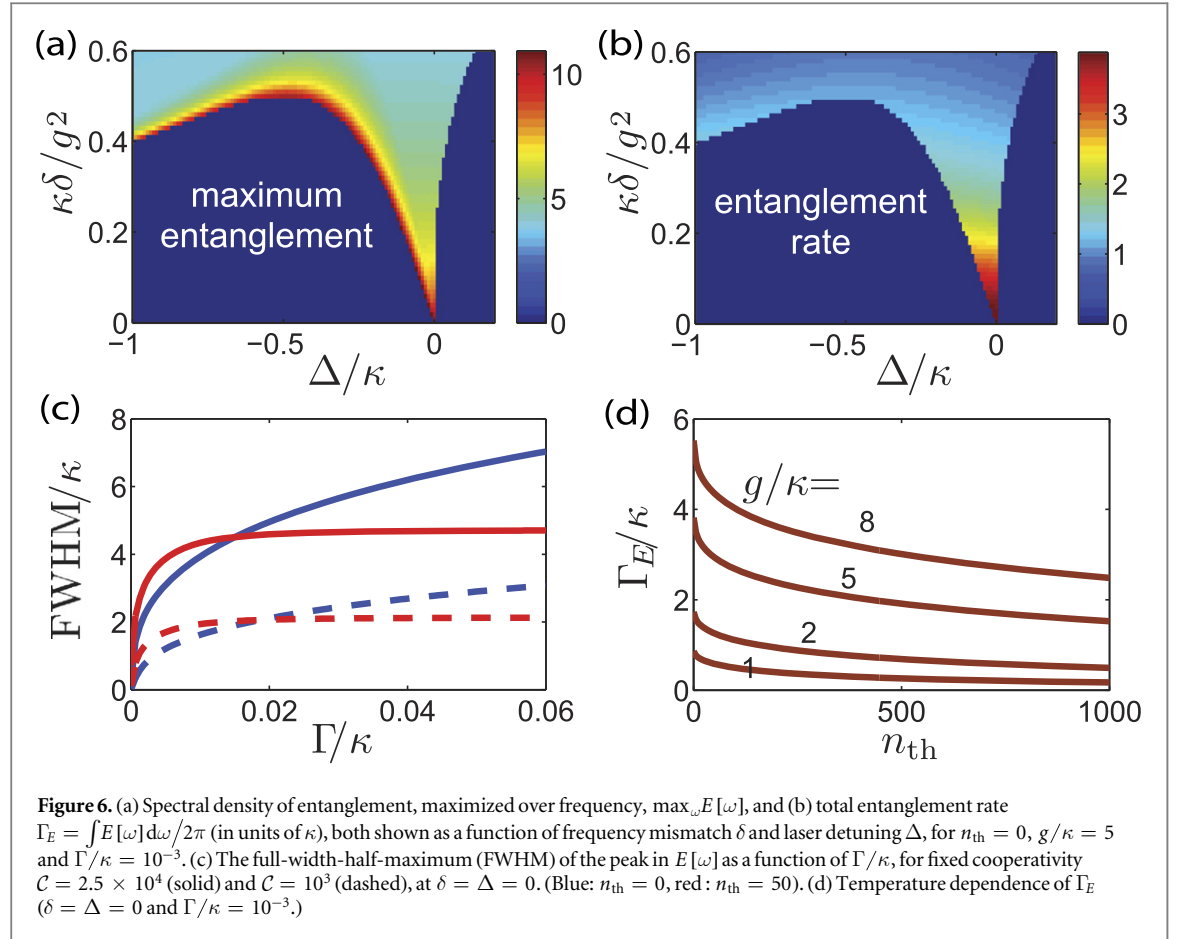 (a)
0.6
0.4
0.2
0
κδ/g²
maximum
entanglement
−1
−0.5
0
Δ/κ
10
5
0
(b)
0.6
0.4
0.2
0
κδ/g²
entanglement
rate
−1
−0.5
0
Δ/κ
3
2
1
0
(c)
8
6
4
2
0
FWHM/κ
0
0.02
0.04
0.06
Γ/κ
(d)
6
4
2
0
Γ_E/κ
g/κ=
8
5
2
1
0
500
1000
n_th
Figure 6. (a) Spectral density of entanglement, maximized over frequency, max_ω E[ω], and (b) total entanglement rate
Γ_E = ∫E[ω]dω/2π (in units of κ), both shown as a function of frequency mismatch δ and laser detuning Δ, for n_th = 0, g/κ = 5
and Γ/κ = 10⁻³. (c) The full-width-half-maximum (FWHM) of the peak in E[ω] as a function of Γ/κ, for fixed cooperativity
𝒞 = 2.5 × 10⁴ (solid) and 𝒞 = 10³ (dashed), at δ = Δ = 0. (Blue: n_th = 0, red: n_th = 50). (d) Temperature dependence of Γ_E
(δ = Δ = 0 and Γ/κ = 10⁻³.)